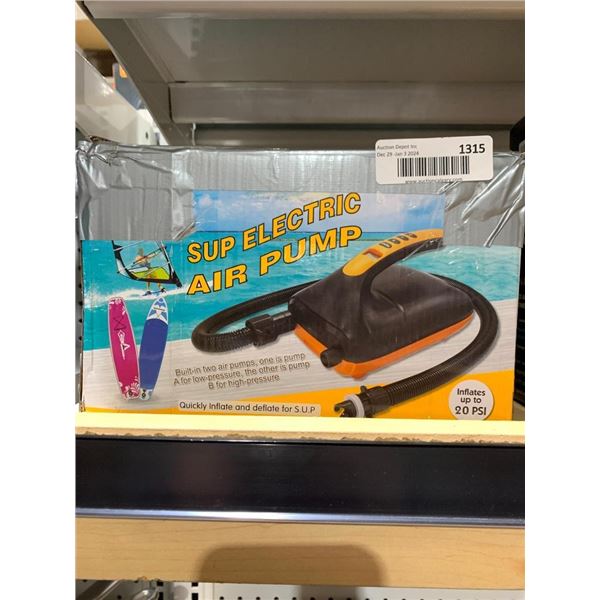 Auction Depot Inc
Dec 29 -Jan 3 2024
1315
SUP ELECTRIC
AIR PUMP
Built-in two air pumps, one is pump
A for low-pressure, the other is pump
B for high-pressure
Quickly Inflate and deflate for S.U.P
Inflates
up to
20 PSI